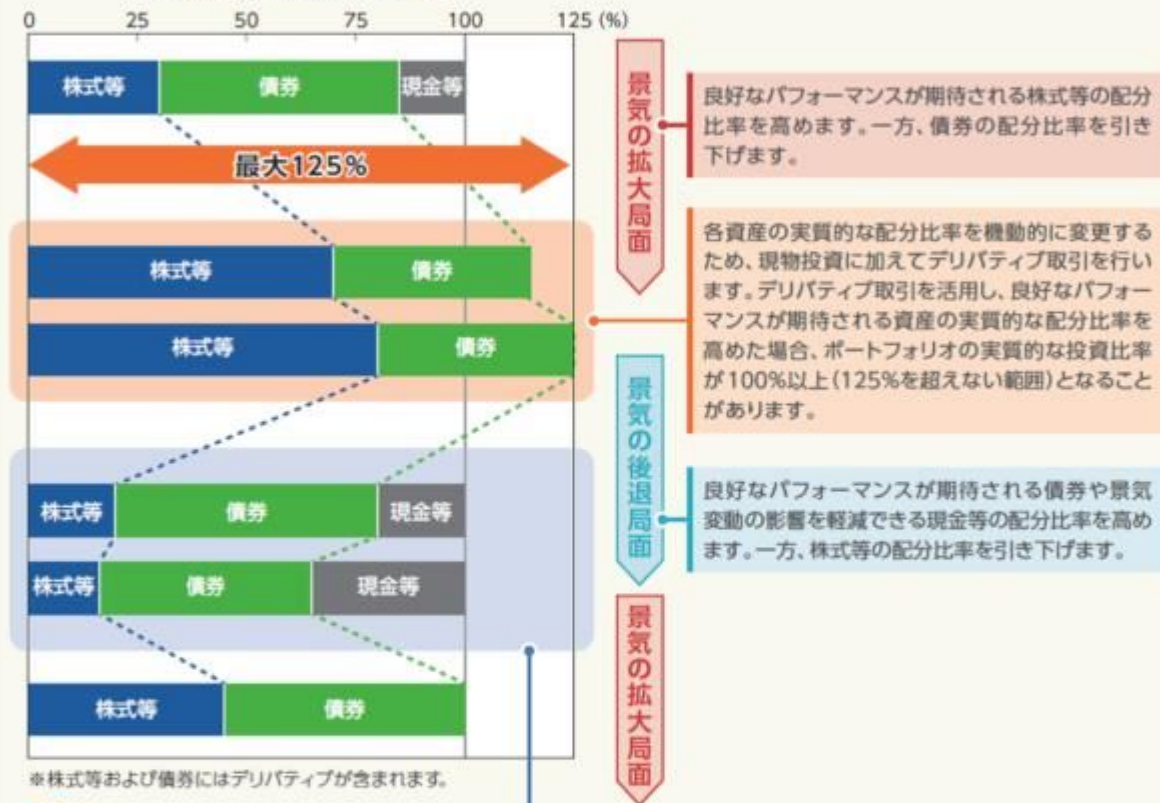 0 25 50 75 100 125 (%)
株式等 債券 現金等
最大125%
株式等 債券
株式等 債券
株式等 債券 現金等
株式等 債券 現金等
株式等 債券
※株式等および債券にはデリバティブが含まれます。
景気の拡大局面
良好なパフォーマンスが期待される株式等の配分
比率を高めます。一方、債券の配分比率を引き
下げます。
各資産の実質的な配分比率を機動的に変更する
ため、現物投資に加えてデリバティブ取引を行い
ます。デリバティブ取引を活用し、良好なパフォー
マンスが期待される資産の実質的な配分比率を
高めた場合、ポートフォリオの実質的な投資比率
が100%以上(125%を超えない範囲)となること
があります。
景気の後退局面
良好なパフォーマンスが期待される債券や景気
変動の影響を軽減できる現金等の配分比率を高め
ます。一方、株式等の配分比率を引き下げます。
景気の拡大局面